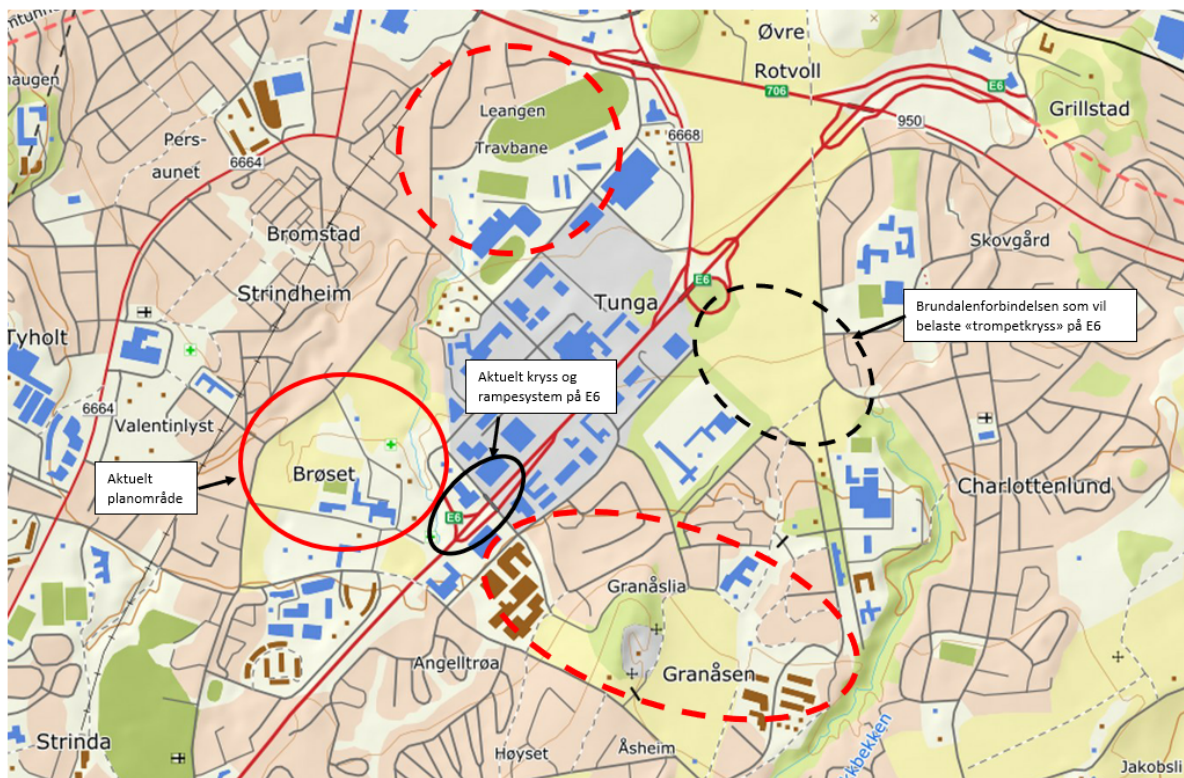 Øvre
Rotvoll
706
E6
Grillstad
950
6668
Leangen
Travbane
Pers-
aunet
6664
Bromstad
Strindheim
Skovgård
Tyholt
Tunga
E6
Brundalenforbindelsen som vil
belaste «trompetkryss» på E6
Aktuelt kryss og
rampesystem på E6
6664
Valentinlyst
Brøset
Aktuelt
planområde
E6
Charlottenlund
Granåslia
Granåsen
Angelltrøa
Strinda
Høyset
Åsheim
Jakobsli